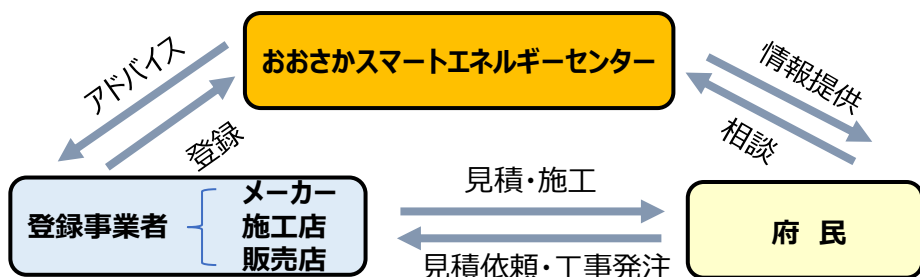 おおさかスマートエネルギーセンター
アドバイス
登録
情報提供
相談
登録事業者
メーカー
施工店
販売店
見積・施工
見積依頼・工事発注
府 民